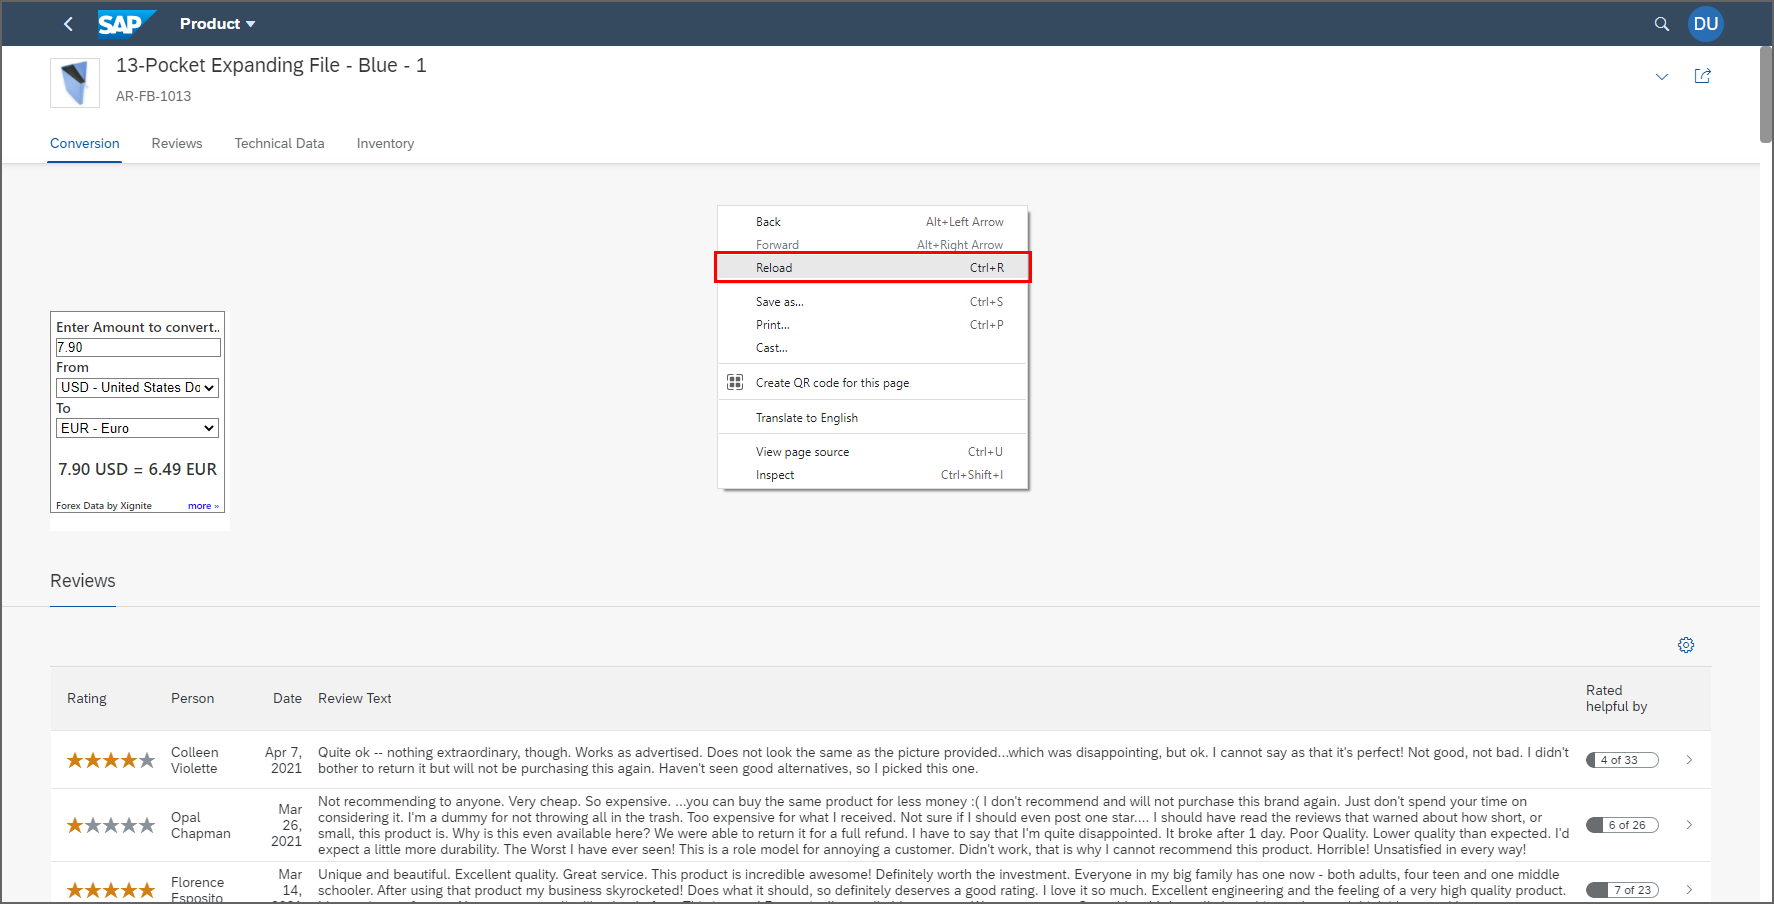 SAP Product
DU
13-Pocket Expanding File - Blue - 1
AR-FB-1013
Conversion Reviews Technical Data Inventory
Back Alt+Left Arrow
Forward Alt+Right Arrow
Reload Ctrl+R
Save as... Ctrl+S
Print... Ctrl+P
Cast...
Create QR code for this page
Translate to English
View page source Ctrl+U
Inspect Ctrl+Shift+I
Enter Amount to convert..
7.90
From
USD - United States Do
To
EUR - Euro
7.90 USD = 6.49 EUR
Forex Data by Xignite more »
Reviews
Rating Person Date Review Text Rated
helpful by
Colleen
Violette
Apr 7,
2021
Quite ok -- nothing extraordinary, though. Works as advertised. Does not look the same as the picture provided...which was disappointing, but ok. I cannot say as that it's perfect! Not good, not bad. I didn't
bother to return it but will not be purchasing this again. Haven't seen good alternatives, so I picked this one.
4 of 33
Opal
Chapman
Mar
26,
2021
Not recommending to anyone. Very cheap. So expensive. ...you can buy the same product for less money :( I don't recommend and will not purchase this brand again. Just don't spend your time on
considering it. I'm a dummy for not throwing all in the trash. Too expensive for what I received. Not sure if I should even post one star.... I should have read the reviews that warned about how short, or
small, this product is. Why is this even available here? We were able to return it for a full refund. I have to say that I'm quite disappointed. It broke after 1 day. Poor Quality. Lower quality than expected. I'd
expect a little more durability. The Worst I have ever seen! This is a role model for annoying a customer. Didn't work, that is why I cannot recommend this product. Horrible! Unsatisfied in every way!
6 of 26
Florence
Esposito
Mar
14,
Unique and beautiful. Excellent quality. Great service. This product is incredible awesome! Definitely worth the investment. Everyone in my big family has one now - both adults, four teen and one middle
schooler. After using that product my business skyrocketed! Does what it should, so definitely deserves a good rating. I love it so much. Excellent engineering and the feeling of a very high quality product.
7 of 23